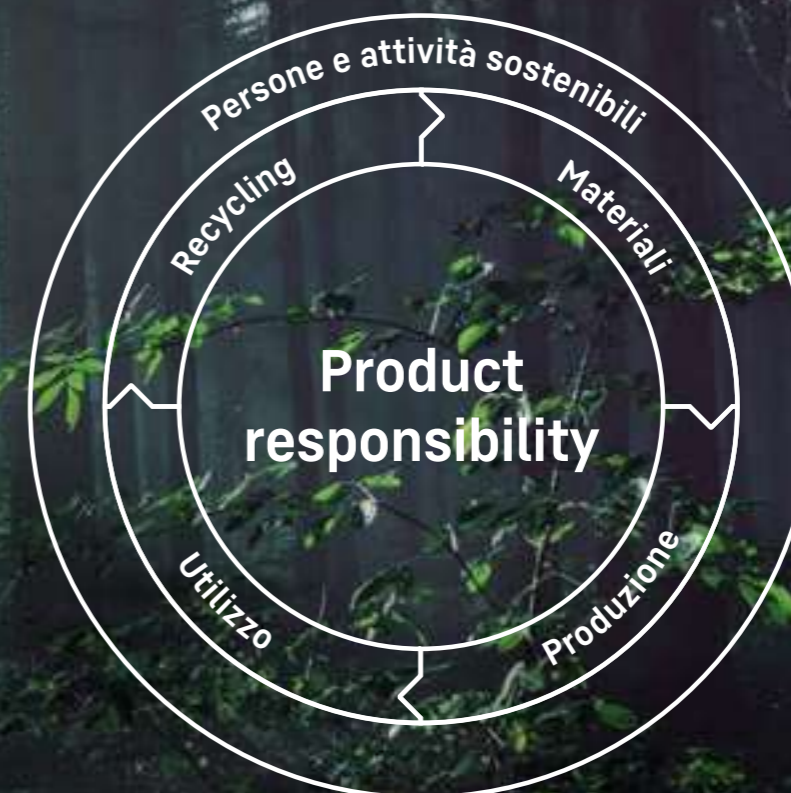 Persone e attività sostenibili
Recycling
Materiali
Product
responsibility
Utilizzo
Produzione